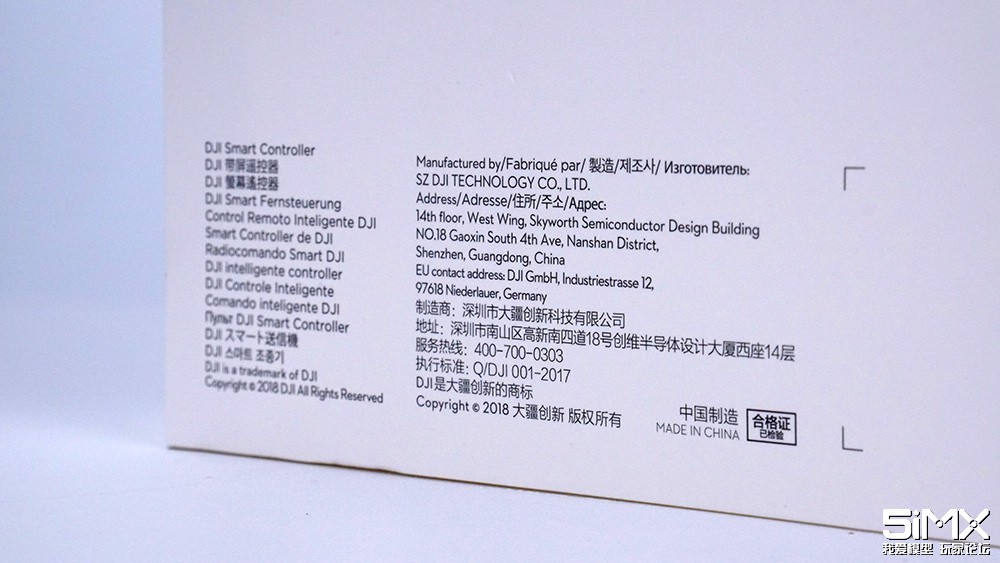 DJI Smart Controller
DJI 带屏遥控器
DJI 螢幕遙控器
DJI Smart Fernsteuerung
Control Remoto Inteligente DJI
Smart Controller de DJI
Radiocomando Smart DJI
DJI intelligente controller
DJI Controle Inteligente
Comando inteligente DJI
Пульт DJI Smart Controller
DJI スマート送信機
DJI 스마트 조종기
DJI is a trademark of DJI
Copyright © 2018 DJI All Rights Reserved
Manufactured by/Fabriqué par/ 製造/제조사/ Изготовитель:
SZ DJI TECHNOLOGY CO., LTD.
Address/Adresse/住所/주소/Адрес:
14th floor, West Wing, Skyworth Semiconductor Design Building
NO.18 Gaoxin South 4th Ave, Nanshan District,
Shenzhen, Guangdong, China
EU contact address: DJI GmbH, Industriestrasse 12,
97618 Niederlauer, Germany
制造商：深圳市大疆创新科技有限公司
地址：深圳市南山区高新南四道18号创维半导体设计大厦西座14层
服务热线：400-700-0303
执行标准：Q/DJI 001-2017
DJI是大疆创新的商标
Copyright © 2018 大疆创新 版权所有
中国制造
MADE IN CHINA
合格证
已检验
5iMX
我爱模型 玩家论坛